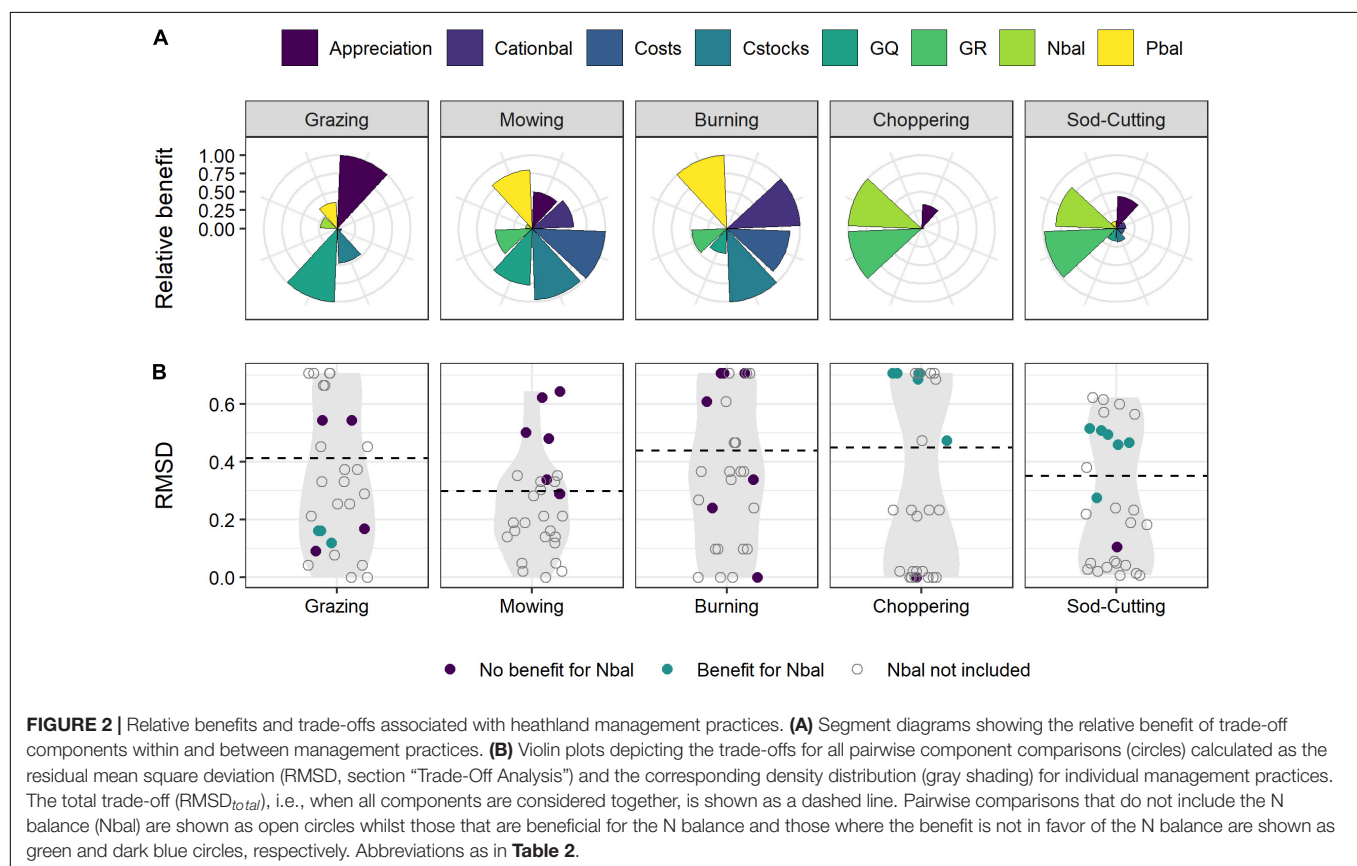 A
Appreciation Cationbal Costs Cstocks GQ GR Nbal Pbal
Grazing Mowing Burning Choppering Sod-Cutting
Relative benefit
1.00
0.75
0.50
0.25
0.00
B
RMSD
0.6
0.4
0.2
0.0
Grazing Mowing Burning Choppering Sod-Cutting
No benefit for Nbal Benefit for Nbal Nbal not included
FIGURE 2 | Relative benefits and trade-offs associated with heathland management practices. (A) Segment diagrams showing the relative benefit of trade-off
components within and between management practices. (B) Violin plots depicting the trade-offs for all pairwise component comparisons (circles) calculated as the
residual mean square deviation (RMSD, section “Trade-Off Analysis”) and the corresponding density distribution (gray shading) for individual management practices.
The total trade-off (RMSDtotal), i.e., when all components are considered together, is shown as a dashed line. Pairwise comparisons that do not include the N
balance (Nbal) are shown as open circles whilst those that are beneficial for the N balance and those where the benefit is not in favor of the N balance are shown as
green and dark blue circles, respectively. Abbreviations as in Table 2.